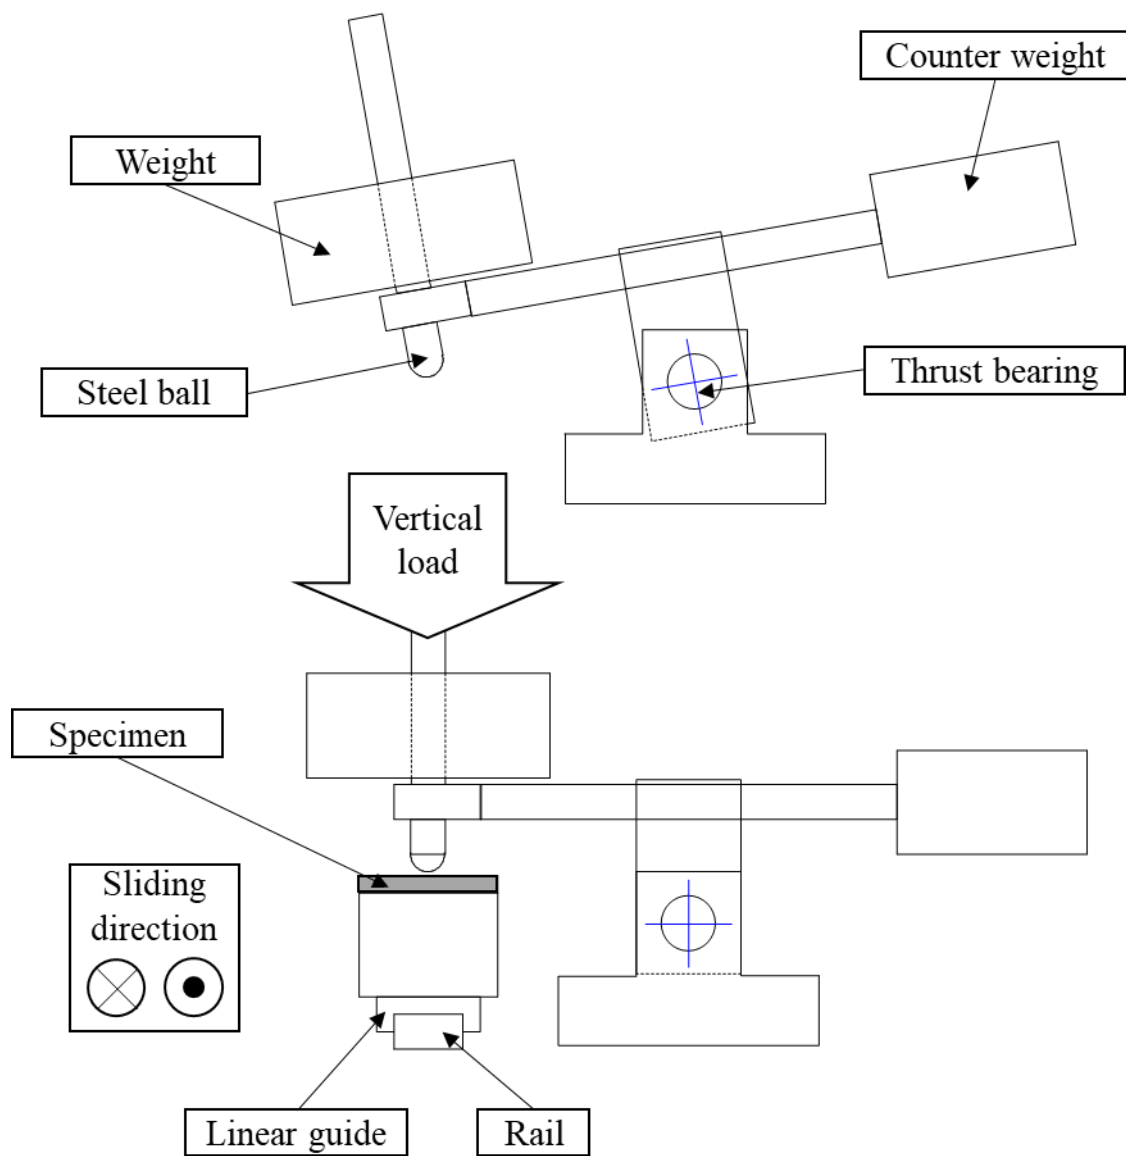 Counter weight
Weight
Thrust bearing
Steel ball
Vertical
load
Specimen
Sliding
direction
Linear guide
Rail